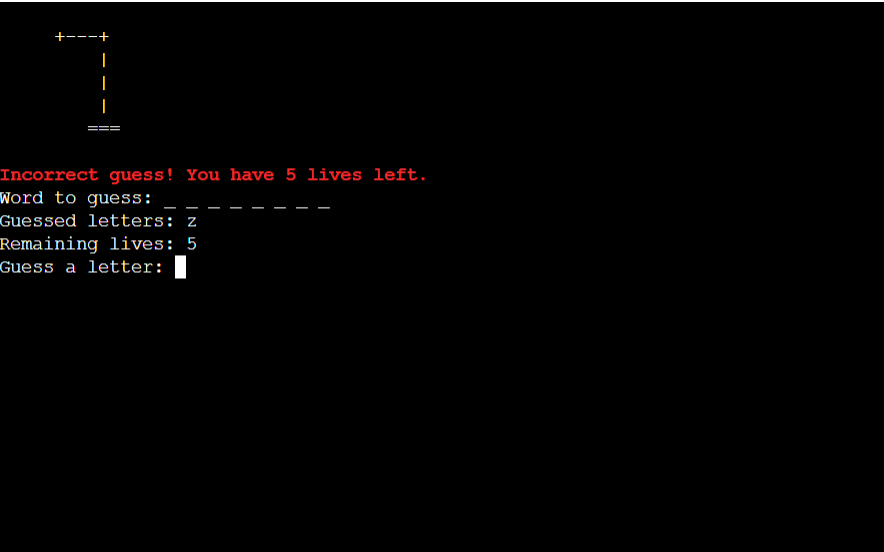 +---+
|
|
|
===
Incorrect guess! You have 5 lives left.
Word to guess: _ _ _ _ _ _ _ _
Guessed letters: z
Remaining lives: 5
Guess a letter: